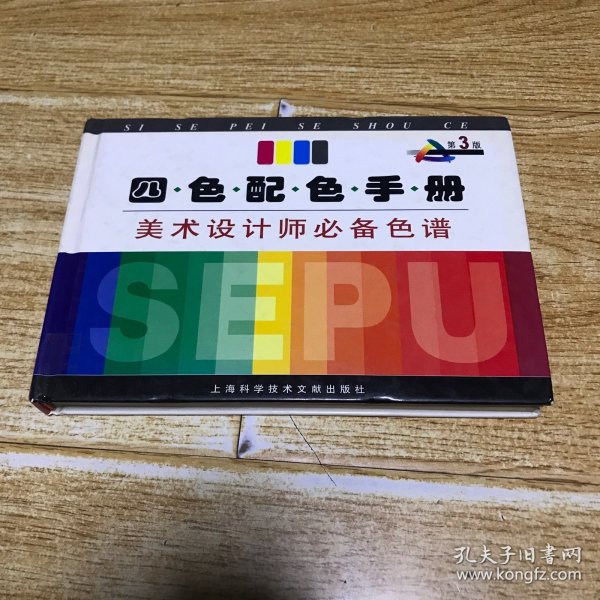 SI SE PEI SE SHOU CE
第3版
四·色·配·色·手·册
美术设计师必备色谱
SEPU
上海科学技术文献出版社
孔夫子旧书网
www.kongfz.com